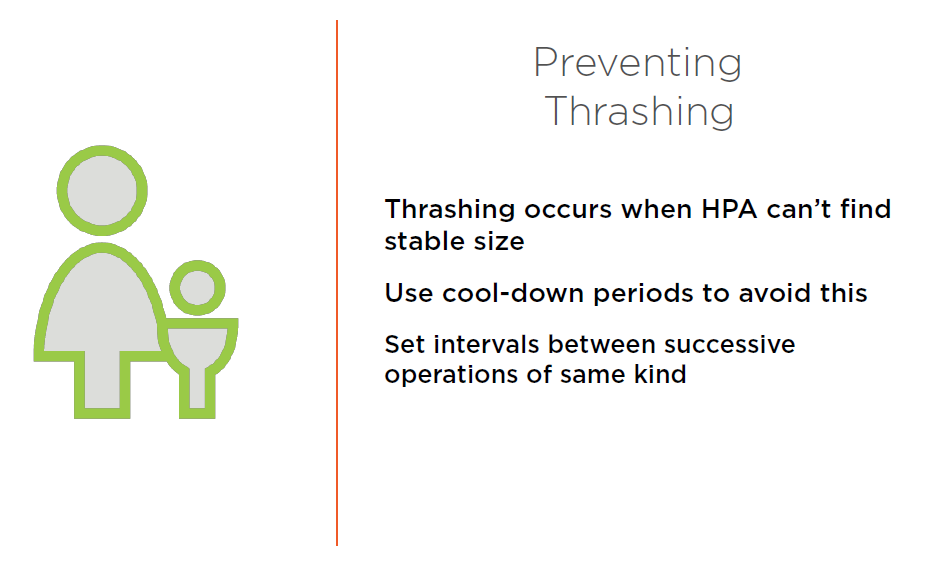 Preventing
Thrashing
Thrashing occurs when HPA can’t find
stable size
Use cool-down periods to avoid this
Set intervals between successive
operations of same kind